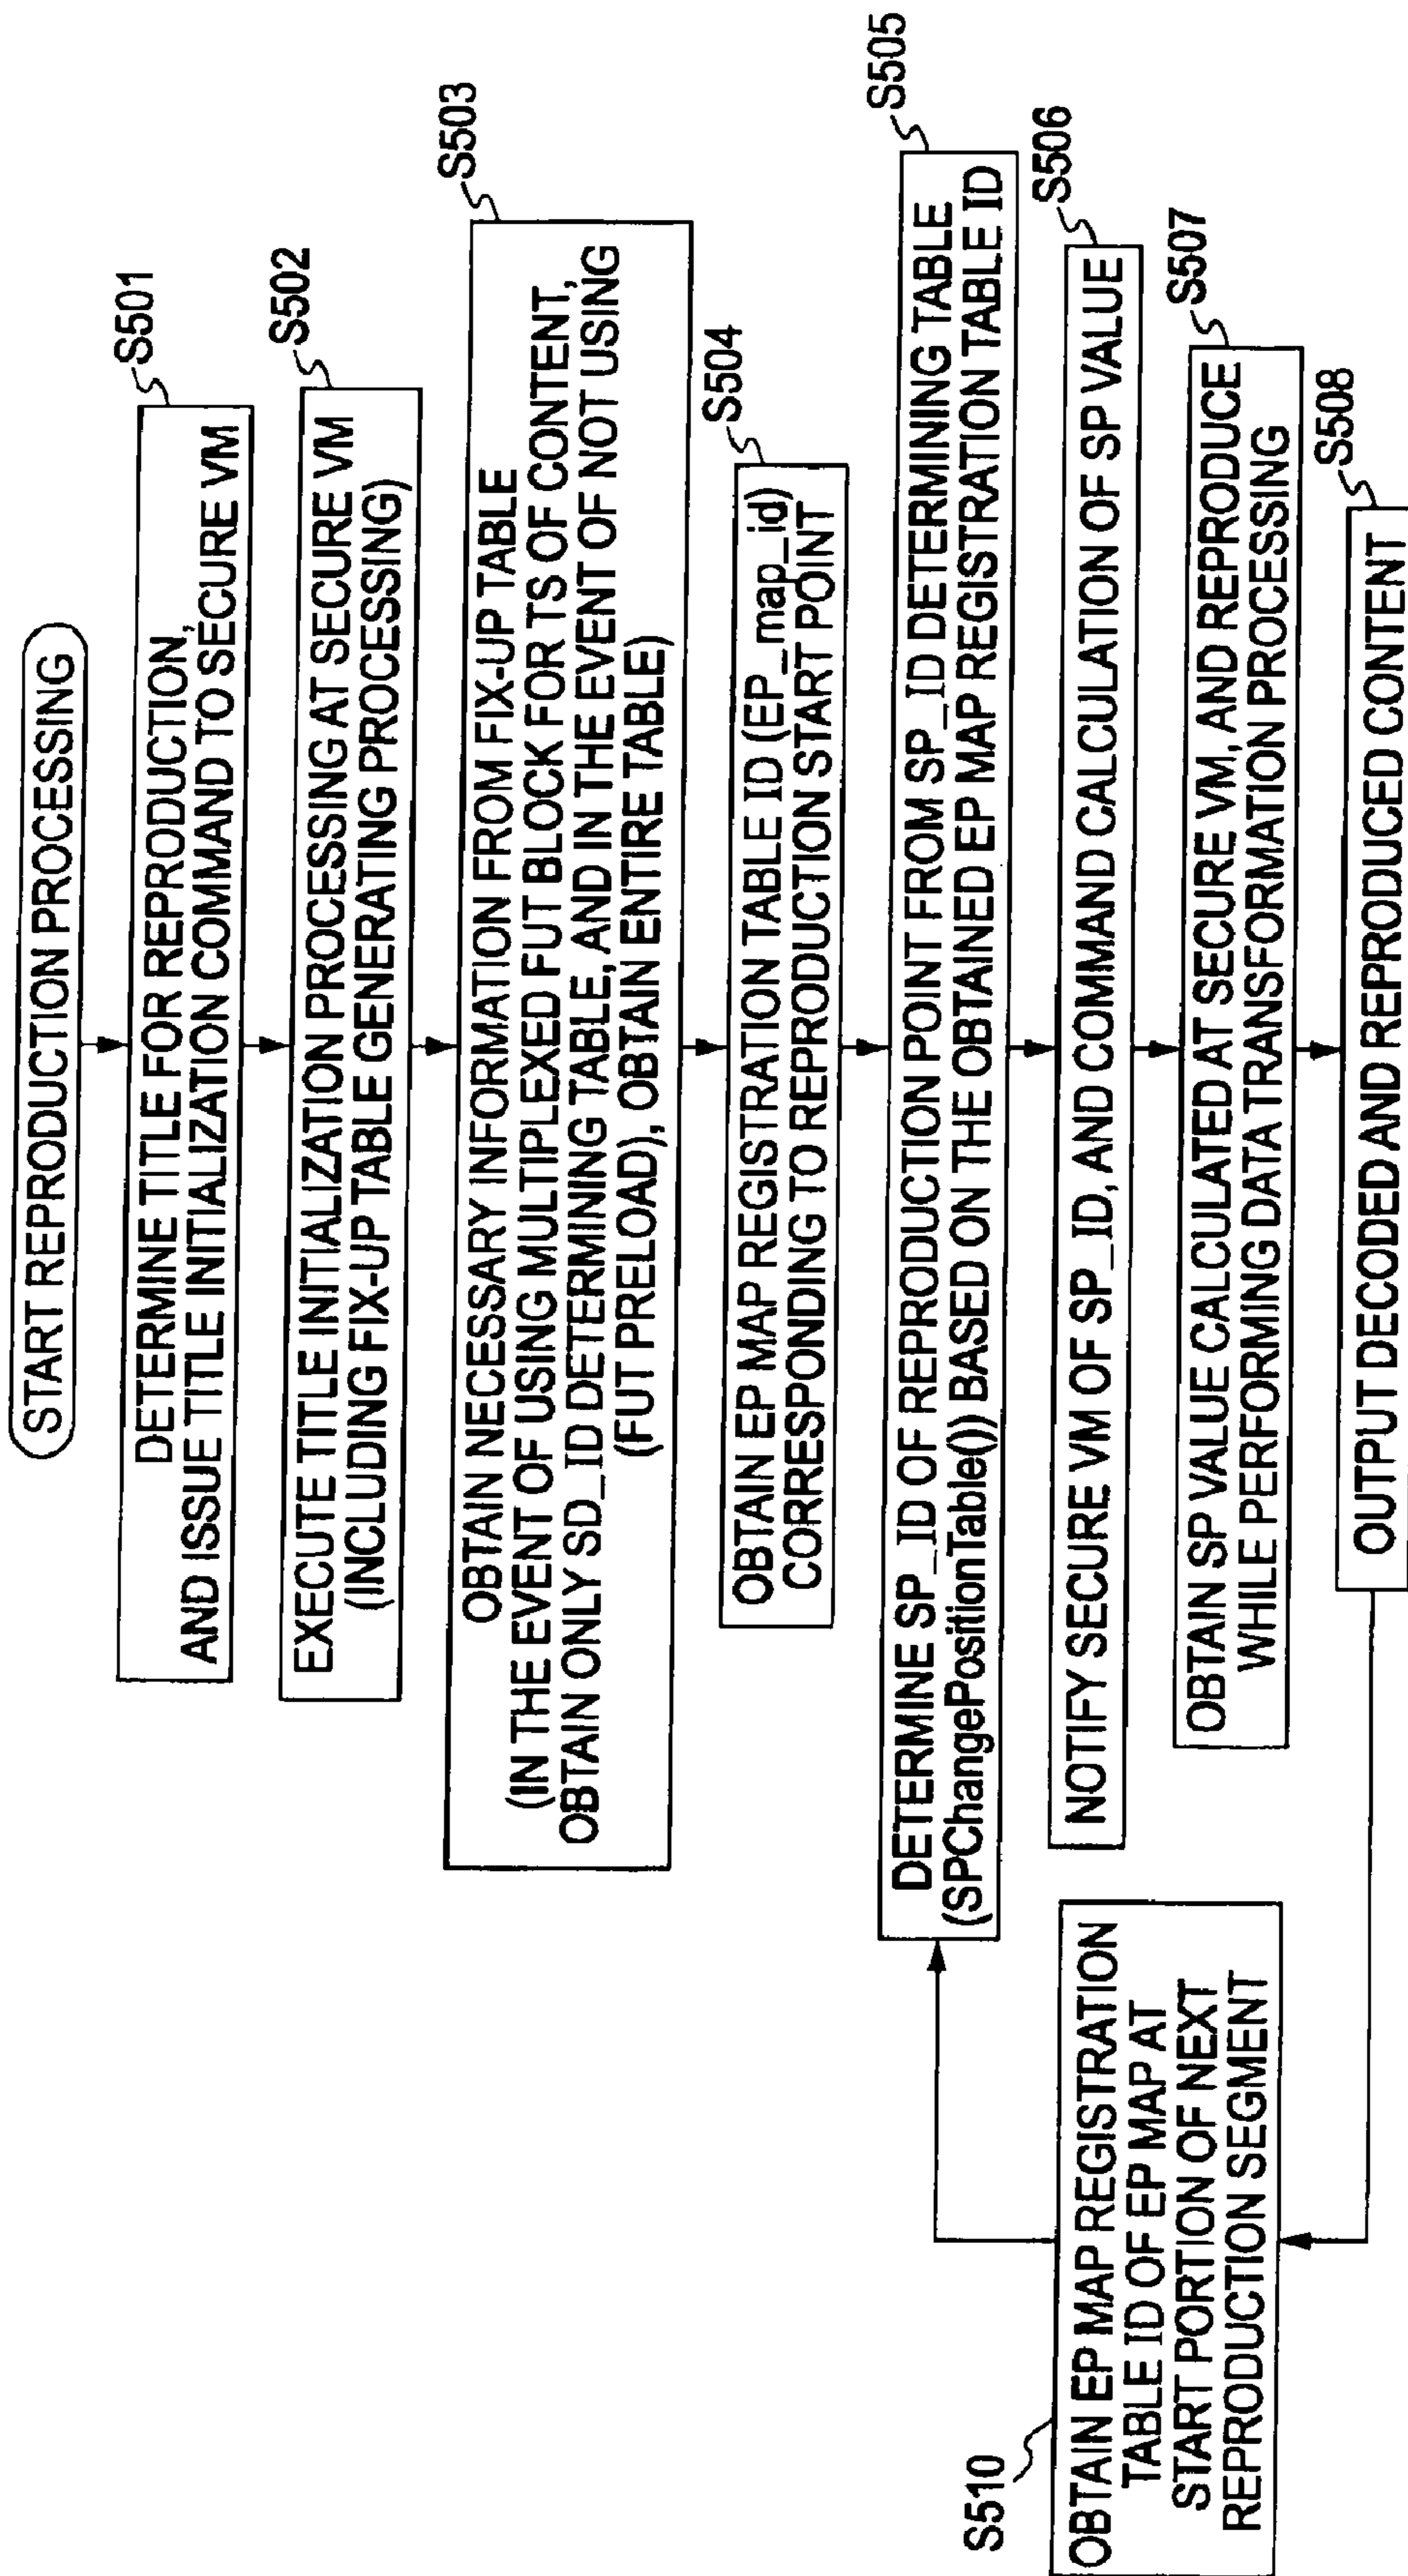 START REPRODUCTION PROCESSING
S501
DETERMINE TITLE FOR REPRODUCTION,
AND ISSUE TITLE INITIALIZATION COMMAND TO SECURE VM
S502
EXECUTE TITLE INITIALIZATION PROCESSING AT SECURE VM
(INCLUDING FIX-UP TABLE GENERATING PROCESSING)
S503
OBTAIN NECESSARY INFORMATION FROM FIX-UP TABLE
(IN THE EVENT OF USING MULTIPLEXED FUT BLOCK FOR TS OF CONTENT,
OBTAIN ONLY SD_ID DETERMINING TABLE, AND IN THE EVENT OF NOT USING
(FUT PRELOAD), OBTAIN ENTIRE TABLE)
S504
OBTAIN EP MAP REGISTRATION TABLE ID (EP_map_id)
CORRESPONDING TO REPRODUCTION START POINT
S505
DETERMINE SP_ID OF REPRODUCTION POINT FROM SP_ID DETERMINING TABLE
(SPChangePositionTable()) BASED ON THE OBTAINED EP MAP REGISTRATION TABLE ID
S506
NOTIFY SECURE VM OF SP_ID, AND COMMAND CALCULATION OF SP VALUE
S507
OBTAIN SP VALUE CALCULATED AT SECURE VM, AND REPRODUCE
WHILE PERFORMING DATA TRANSFORMATION PROCESSING
S508
OUTPUT DECODED AND REPRODUCED CONTENT
S510
OBTAIN EP MAP REGISTRATION
TABLE ID OF EP MAP AT
START PORTION OF NEXT
REPRODUCTION SEGMENT